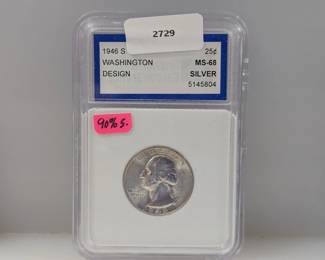 2729
1946 S 25¢
WASHINGTON MS-68
DESIGN SILVER
5145804
90% S.